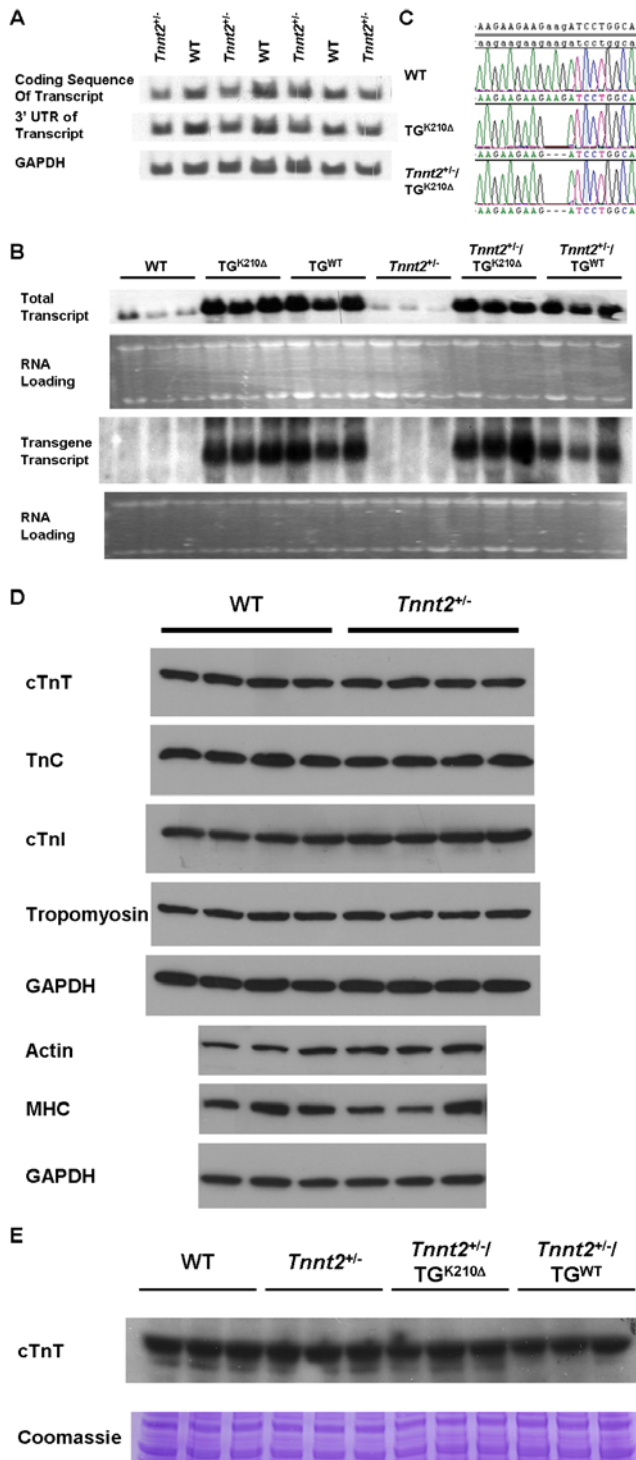 A
Tnnt2+/-
WT
Tnnt2+/-
WT
Tnnt2+/-
WT
Tnnt2+/-
Coding Sequence
Of Transcript
3' UTR of
Transcript
GAPDH
C
AAGAAGAAGaagATCCTGGCA
aagaagaagaagatcctggca
WT
AAGAAGAAGAAGATCCTGGCA
TGK210Δ
AAGAAGAAG---ATCCTGGCA
Tnnt2+/-/
TGK210Δ
AAGAAGAAG---ATCCTGGCA
B
WT
TGK210Δ
TGWT
Tnnt2+/-
Tnnt2+/-/
TGK210Δ
Tnnt2+/-/
TGWT
Total
Transcript
RNA
Loading
Transgene
Transcript
RNA
Loading
D
WT
Tnnt2+/-
cTnT
TnC
cTnI
Tropomyosin
GAPDH
Actin
MHC
GAPDH
E
WT
Tnnt2+/-
Tnnt2+/-/
TGK210Δ
Tnnt2+/-/
TGWT
cTnT
Coomassie